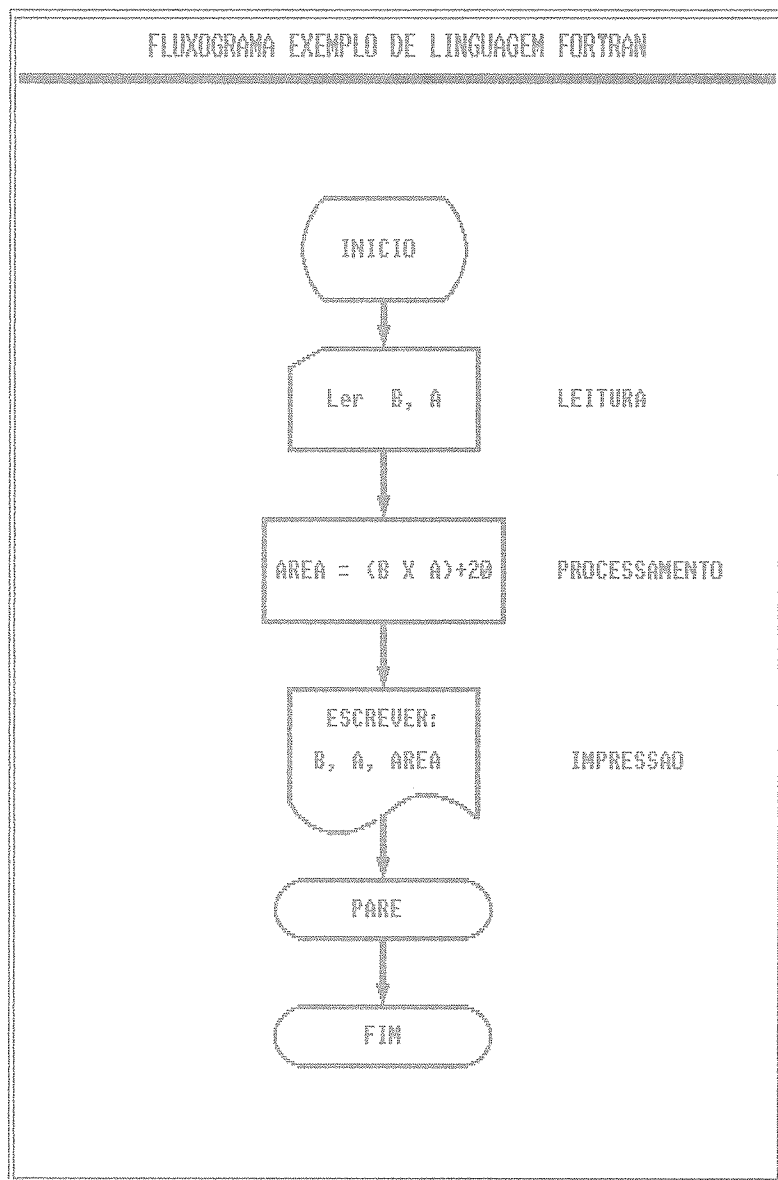 FLUXOGRAMA EXEMPLO DE LINGUAGEM FORTRAN
INICIO
Ler B, A LEITURA
AREA = (B X A)+20 PROCESSAMENTO
ESCREVER:
B, A, AREA IMPRESSAO
PARE
FIM